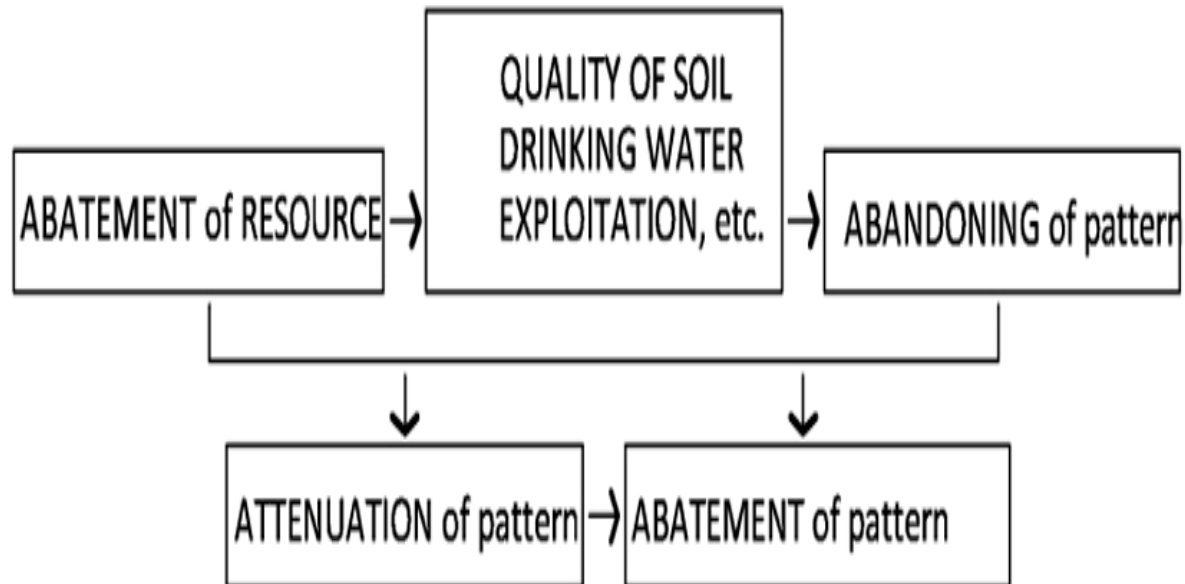 ABATEMENT of RESOURCE
QUALITY OF SOIL
DRINKING WATER
EXPLOITATION, etc.
ABANDONING of pattern
ATTENUATION of pattern
ABATEMENT of pattern